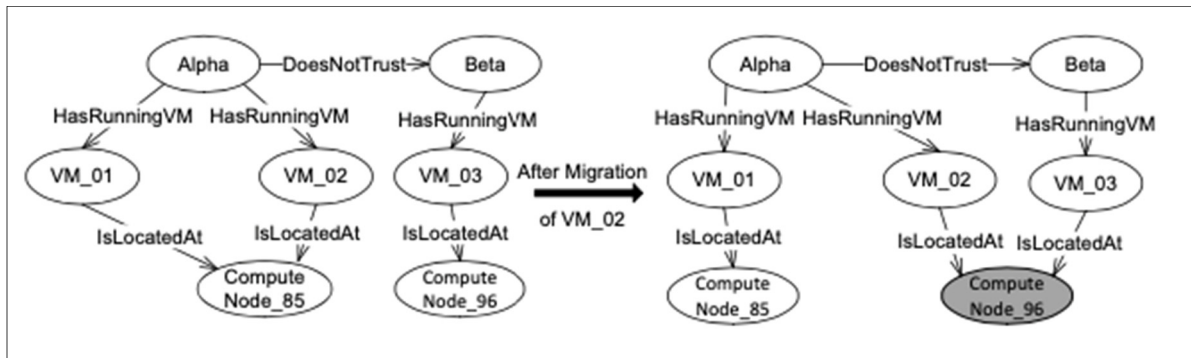 Alpha
DoesNotTrust
Beta
HasRunningVM
HasRunningVM
HasRunningVM
VM_01
VM_02
VM_03
IsLocatedAt
IsLocatedAt
IsLocatedAt
Compute
Node_85
Compute
Node_96
After Migration
of VM_02
Alpha
DoesNotTrust
Beta
HasRunningVM
HasRunningVM
HasRunningVM
VM_01
VM_02
VM_03
IsLocatedAt
IsLocatedAt
IsLocatedAt
Compute
Node_85
Compute
Node_96